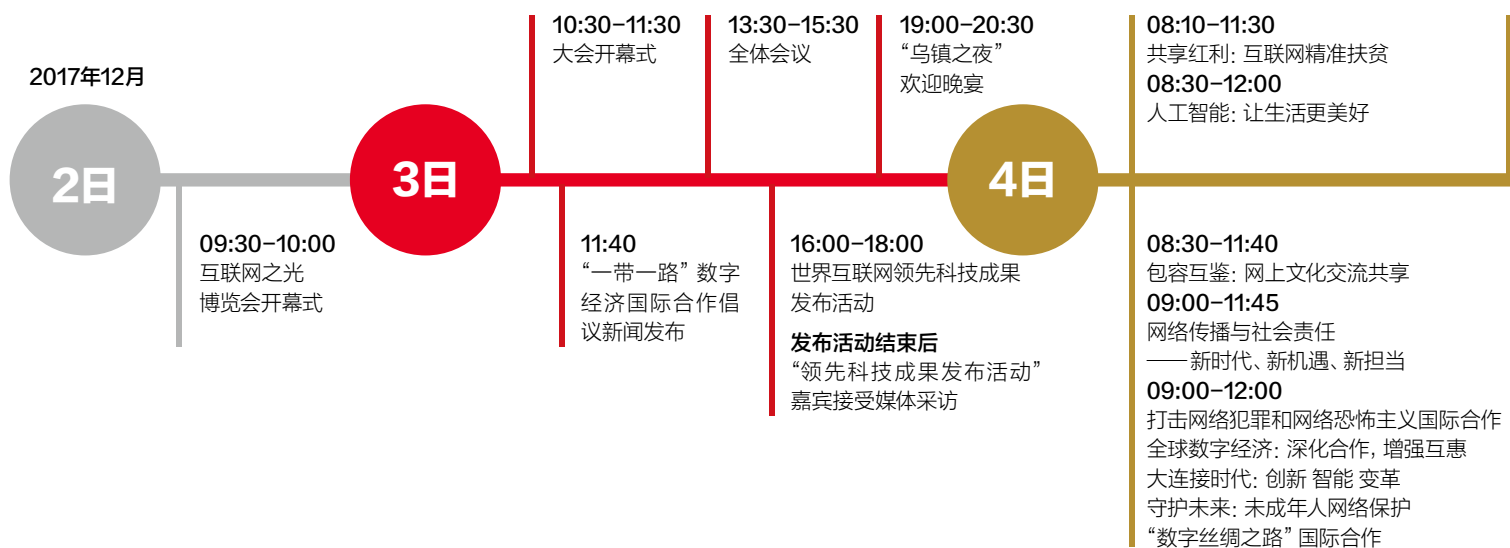 2017年12月
2日
09:30–10:00
互联网之光
博览会开幕式
3日
10:30–11:30
大会开幕式
11:40
“一带一路”数字
经济国际合作倡
议新闻发布
13:30–15:30
全体会议
16:00–18:00
世界互联网领先科技成果
发布活动
发布活动结束后
“领先科技成果发布活动”
嘉宾接受媒体采访
19:00–20:30
“乌镇之夜”
欢迎晚宴
4日
08:10–11:30
共享红利: 互联网精准扶贫
08:30–12:00
人工智能: 让生活更美好
08:30–11:40
包容互鉴: 网上文化交流共享
09:00–11:45
网络传播与社会责任
——新时代、新机遇、新担当
09:00–12:00
打击网络犯罪和网络恐怖主义国际合作
全球数字经济: 深化合作, 增强互惠
大连接时代: 创新 智能 变革
守护未来: 未成年人网络保护
“数字丝绸之路”国际合作